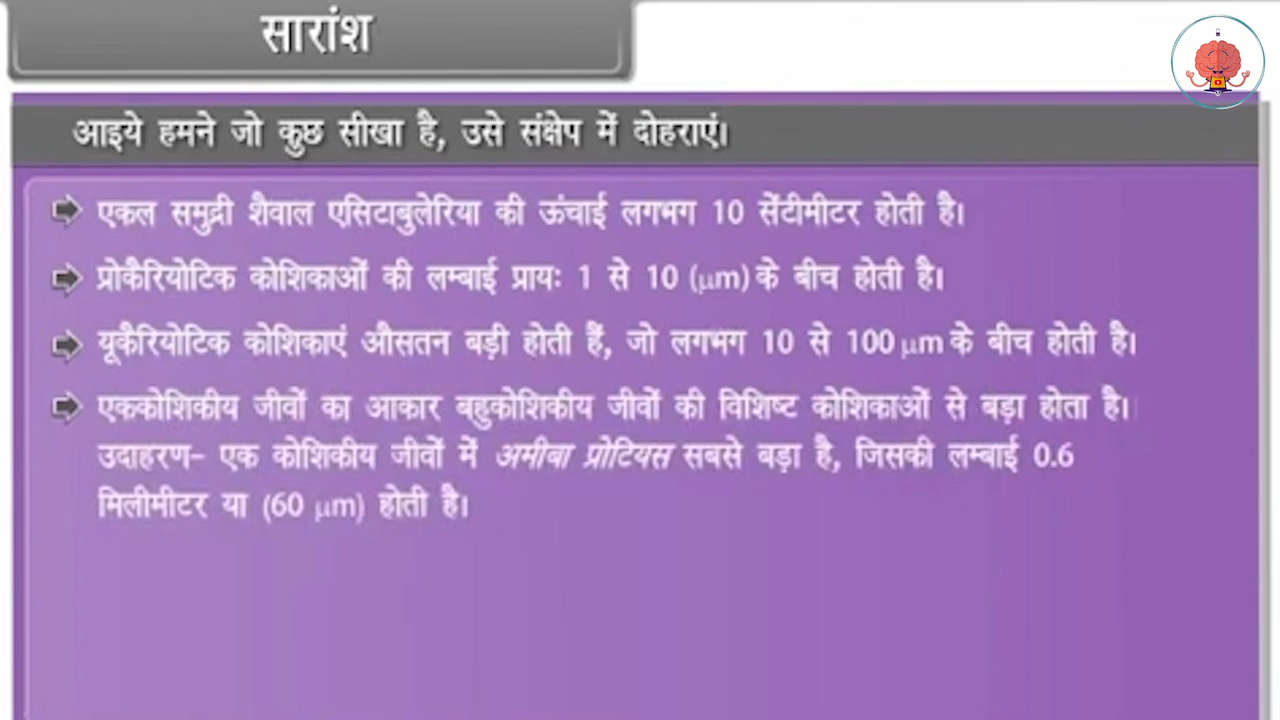 सारांश
आइये हमने जो कुछ सीखा है, उसे संक्षेप में दोहराएं।
एकल समुद्री शैवाल एसिटाबुलेरिया की ऊंचाई लगभग 10 सेंटीमीटर होती है।
प्रोकैरियोटिक कोशिकाओं की लम्बाई प्रायः 1 से 10 (μm) के बीच होती है।
यूकैरियोटिक कोशिकाएं औसतन बड़ी होती हैं, जो लगभग 10 से 100 μm के बीच होती है।
एककोशिकीय जीवों का आकार बहुकोशिकीय जीवों की विशिष्ट कोशिकाओं से बड़ा होता है।
उदाहरण- एक कोशिकीय जीवों में अमीबा प्रोटियस सबसे बड़ा है, जिसकी लम्बाई 0.6
मिलीमीटर या (60 μm) होती है।